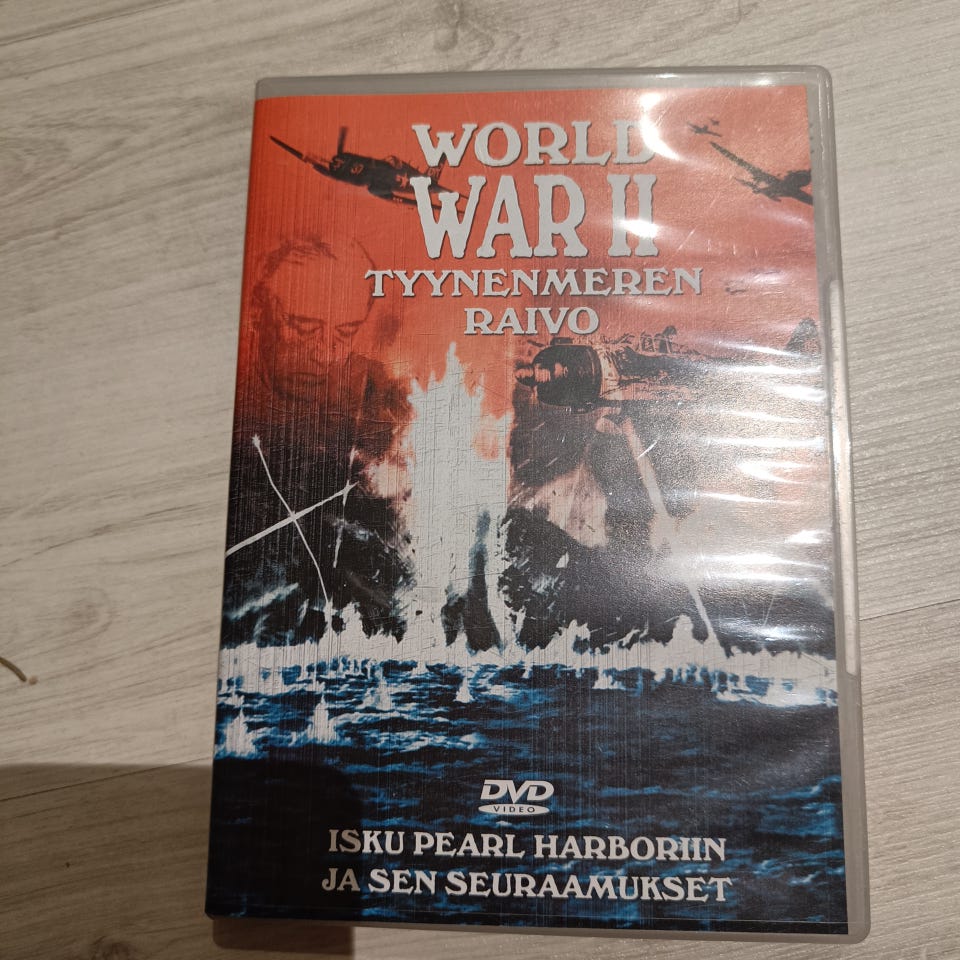 WORLD
WAR II
TYYNENMEREN
RAIVO
DVD
VIDEO
ISKU PEARL HARBORIIN
JA SEN SEURAAMUKSET